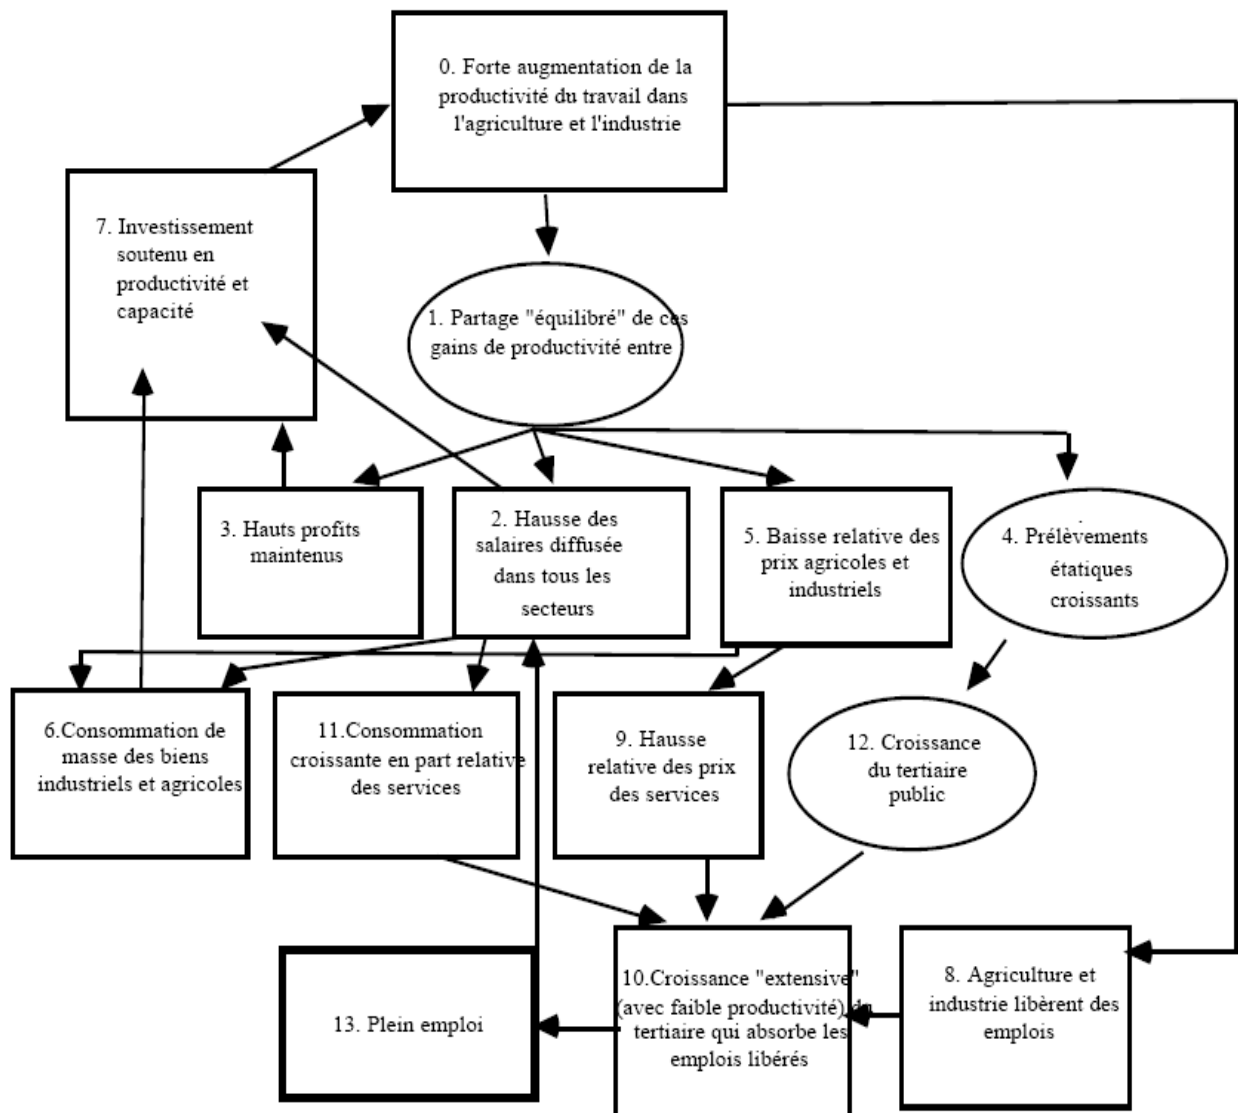 0. Forte augmentation de la
productivité du travail dans
l'agriculture et l'industrie
7. Investissement
soutenu en
productivité et
capacité
1. Partage "équilibré" de ces
gains de productivité entre
3. Hauts profits
maintenus
2. Hausse des
salaires diffusée
dans tous les
secteurs
5. Baisse relative des
prix agricoles et
industriels
4. Prélèvements
étatiques
croissants
6.Consommation de
masse des biens
industriels et agricoles
11.Consommation
croissante en part relative
des services
9. Hausse
relative des prix
des services
12. Croissance
du tertiaire
public
13. Plein emploi
10.Croissance "extensive"
(avec faible productivité) du
tertiaire qui absorbe les
emplois libérés
8. Agriculture et
industrie libèrent des
emplois